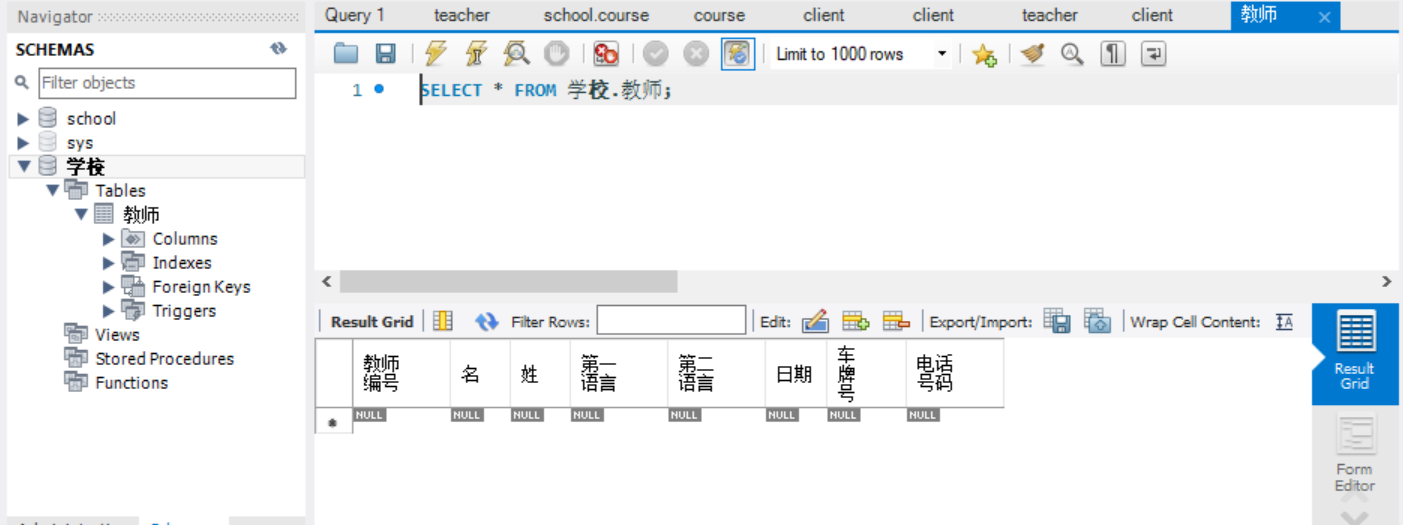 Navigator
SCHEMAS
Filter objects
school
sys
学校
Tables
教师
Columns
Indexes
Foreign Keys
Triggers
Views
Stored Procedures
Functions
Query 1 teacher school.course course client client teacher client 教师
Limit to 1000 rows
1 SELECT * FROM 学校.教师;
Result Grid Filter Rows: Edit: Export/Import: Wrap Cell Content:
教师编号 名 姓 第一语言 第二语言 日期 车牌号 电话号码
NULL NULL NULL NULL NULL NULL NULL NULL
Result
Grid
Form
Editor